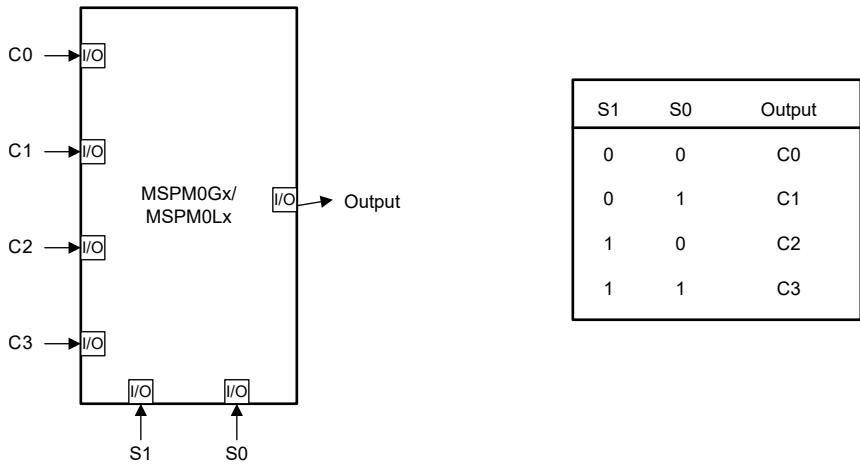 C0
I/O
C1
I/O
C2
I/O
C3
I/O
MSPM0Gx/
MSPM0Lx
I/O
Output
I/O
I/O
S1
S0
S1 S0 Output
0 0 C0
0 1 C1
1 0 C2
1 1 C3